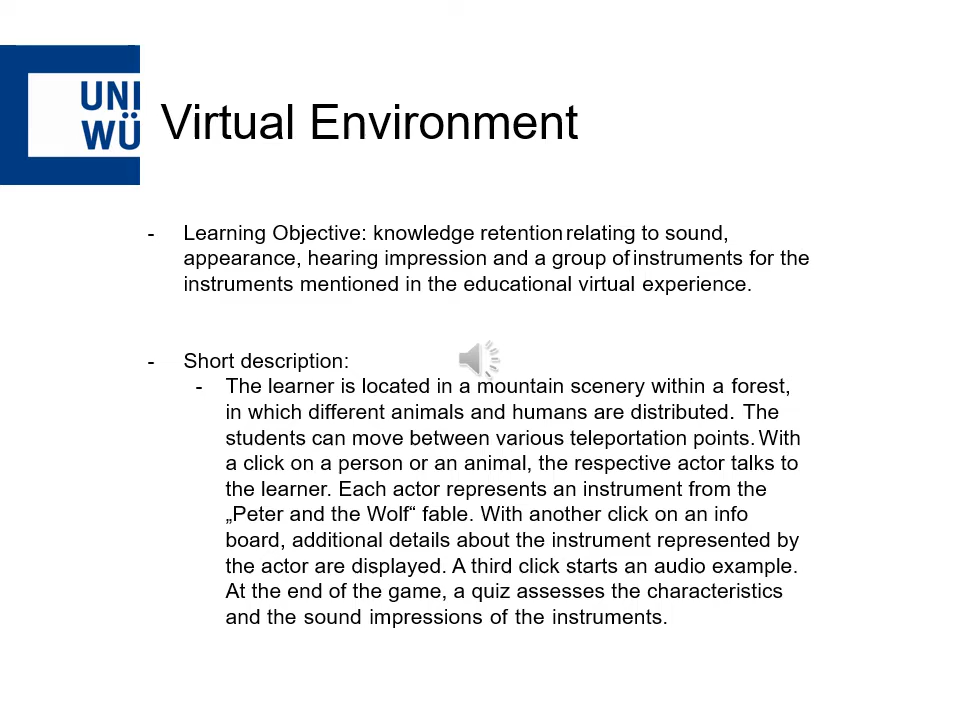 UNI
WÜ
Virtual Environment
- Learning Objective: knowledge retention relating to sound,
appearance, hearing impression and a group of instruments for the
instruments mentioned in the educational virtual experience.
- Short description:
- The learner is located in a mountain scenery within a forest,
in which different animals and humans are distributed. The
students can move between various teleportation points. With
a click on a person or an animal, the respective actor talks to
the learner. Each actor represents an instrument from the
„Peter and the Wolf“ fable. With another click on an info
board, additional details about the instrument represented by
the actor are displayed. A third click starts an audio example.
At the end of the game, a quiz assesses the characteristics
and the sound impressions of the instruments.